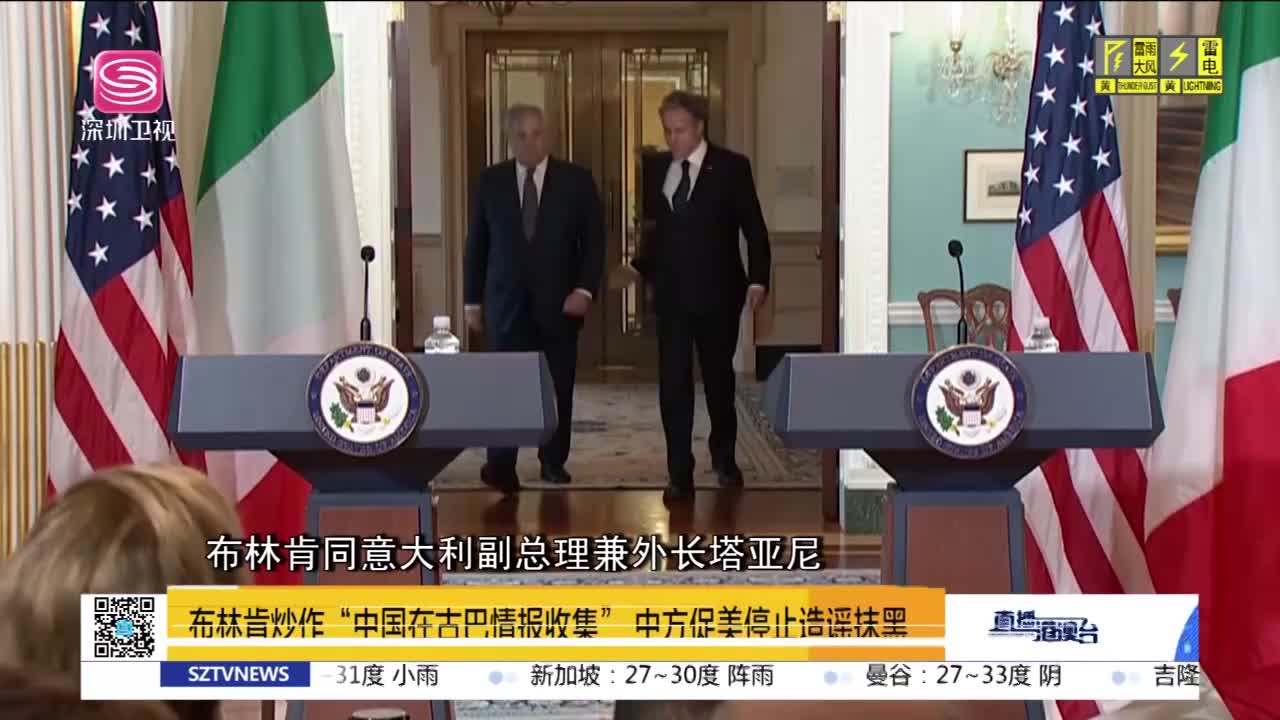 深圳卫视
雷雨大风
黄 THUNDER GUST
雷电
黄 LIGHTNING
布林肯同意大利副总理兼外长塔亚尼
布林肯炒作“中国在古巴情报收集” 中方促美停止造谣抹黑
直播港澳台
SZTVNEWS
31度 小雨 新加坡：27~30度 阵雨 曼谷：27~33度 阴 吉隆